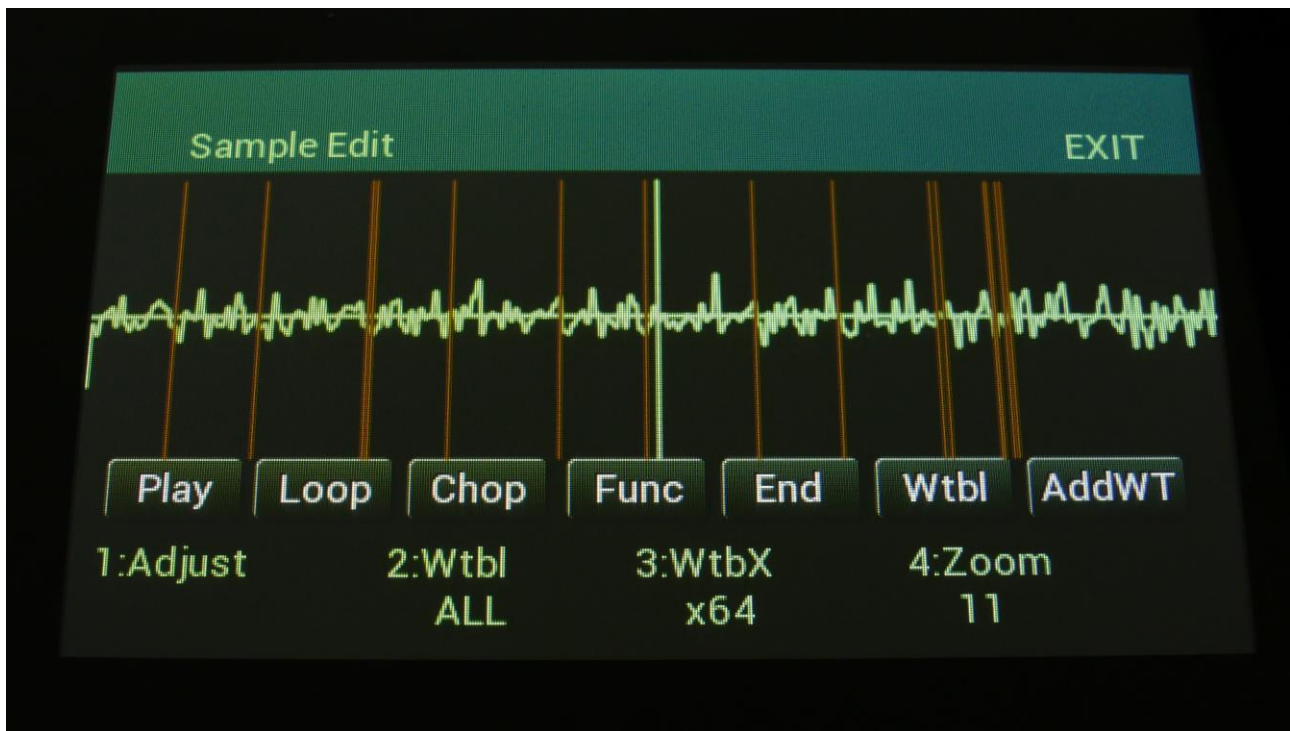 Sample Edit EXIT
Play Loop Chop Func End Wtbl AddWT
1:Adjust 2:Wtbl 3:WtbX 4:Zoom
ALL x64 11